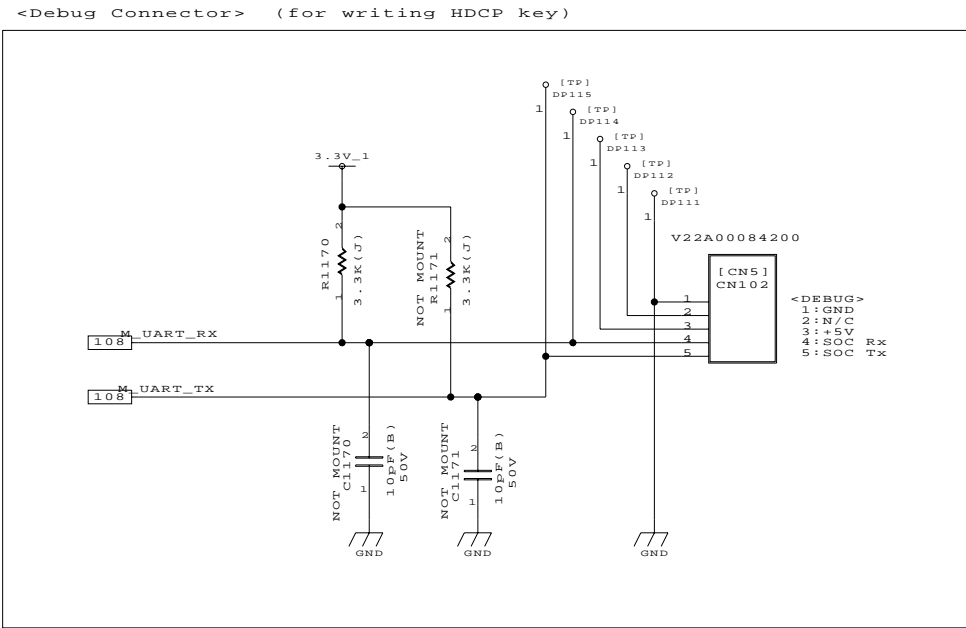 <Debug Connector> (for writing HDCP key)
[TP]
DP115
1
[TP]
DP114
1
[TP]
DP113
1
[TP]
DP112
1
[TP]
DP111
1
3.3V_1
2
R1170
3.3K(J)
1
NOT MOUNT
2
R1171
3.3K(J)
1
V22A00084200
[CN5]
CN102
1
2
3
4
5
<DEBUG>
1:GND
2:N/C
3:+5V
4:SOC Rx
5:SOC Tx
108
M_UART_RX
108
M_UART_TX
NOT MOUNT
C1170
2
1
10pF(B)
50V
NOT MOUNT
C1171
2
1
10pF(B)
50V
GND
GND
GND